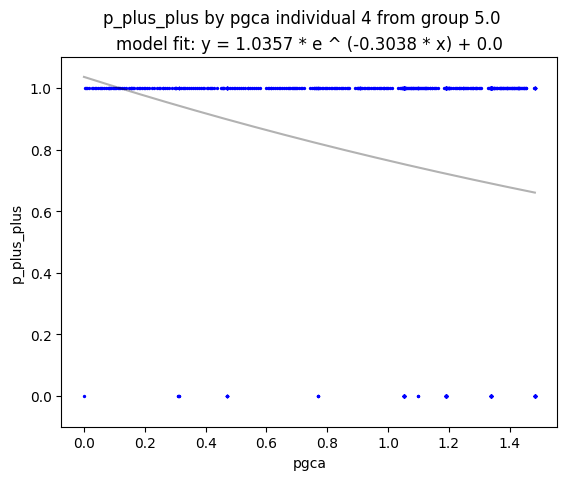 p_plus_plus by pgca individual 4 from group 5.0
model fit: y = 1.0357 * e ^ (-0.3038 * x) + 0.0
1.0
0.8
0.6
0.4
0.2
0.0
p_plus_plus
0.0 0.2 0.4 0.6 0.8 1.0 1.2 1.4
pgca